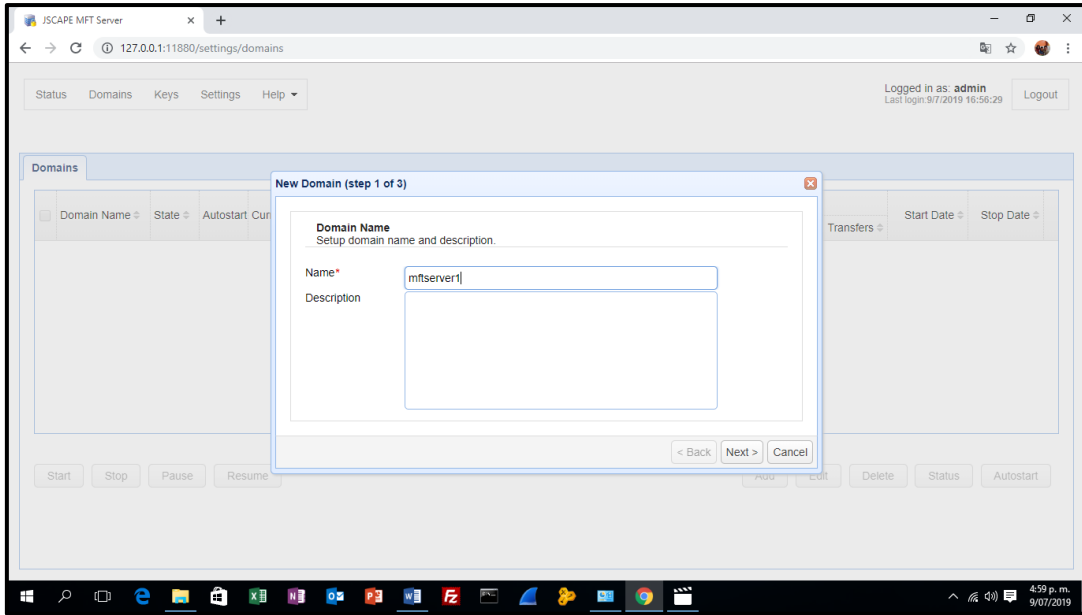 JSCAPE MFT Server
127.0.0.1:11880/settings/domains
Status Domains Keys Settings Help
Logged in as: admin
Last login:9/7/2019 16:56:29
Logout
Domains
Domain Name State Autostart Cur
Transfers Start Date Stop Date
New Domain (step 1 of 3)
Domain Name
Setup domain name and description.
Name* mftserver1
Description
< Back Next > Cancel
Start Stop Pause Resume Add Edit Delete Status Autostart
4:59 p. m.
9/07/2019